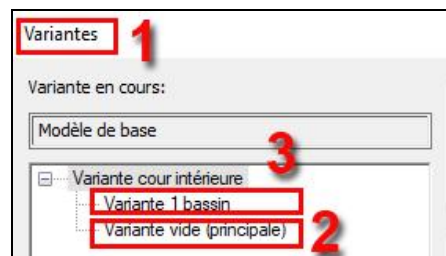 Variantes 1
Variante en cours:
Modèle de base
Variante cour intérieure 3
Variante 1 bassin
Variante vide (principale) 2